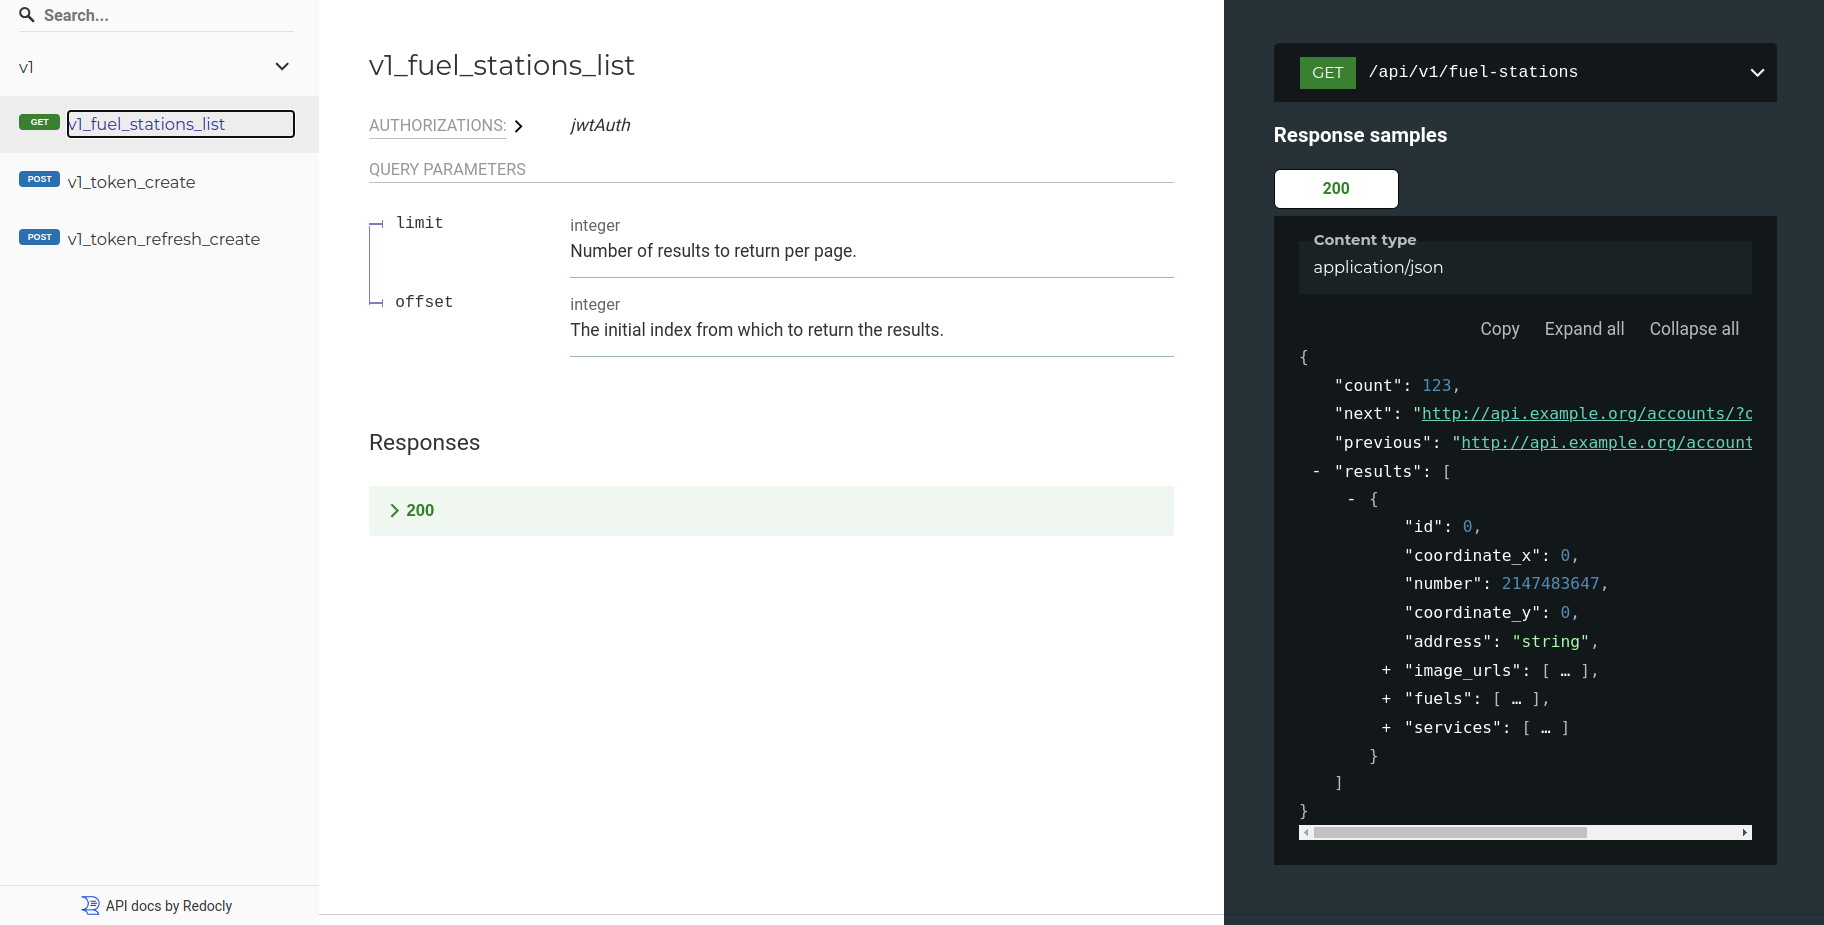 Search...
v1
GET v1_fuel_stations_list
POST v1_token_create
POST v1_token_refresh_create
API docs by Redocly
v1_fuel_stations_list
AUTHORIZATIONS: jwtAuth
QUERY PARAMETERS
limit
integer
Number of results to return per page.
offset
integer
The initial index from which to return the results.
Responses
200
GET /api/v1/fuel-stations
Response samples
200
Content type
application/json
Copy Expand all Collapse all
{
"count": 123,
"next": "http://api.example.org/accounts/?o
"previous": "http://api.example.org/account
- "results": [
- {
"id": 0,
"coordinate_x": 0,
"number": 2147483647,
"coordinate_y": 0,
"address": "string",
+ "image_urls": [ … ],
+ "fuels": [ … ],
+ "services": [ … ]
}
]
}